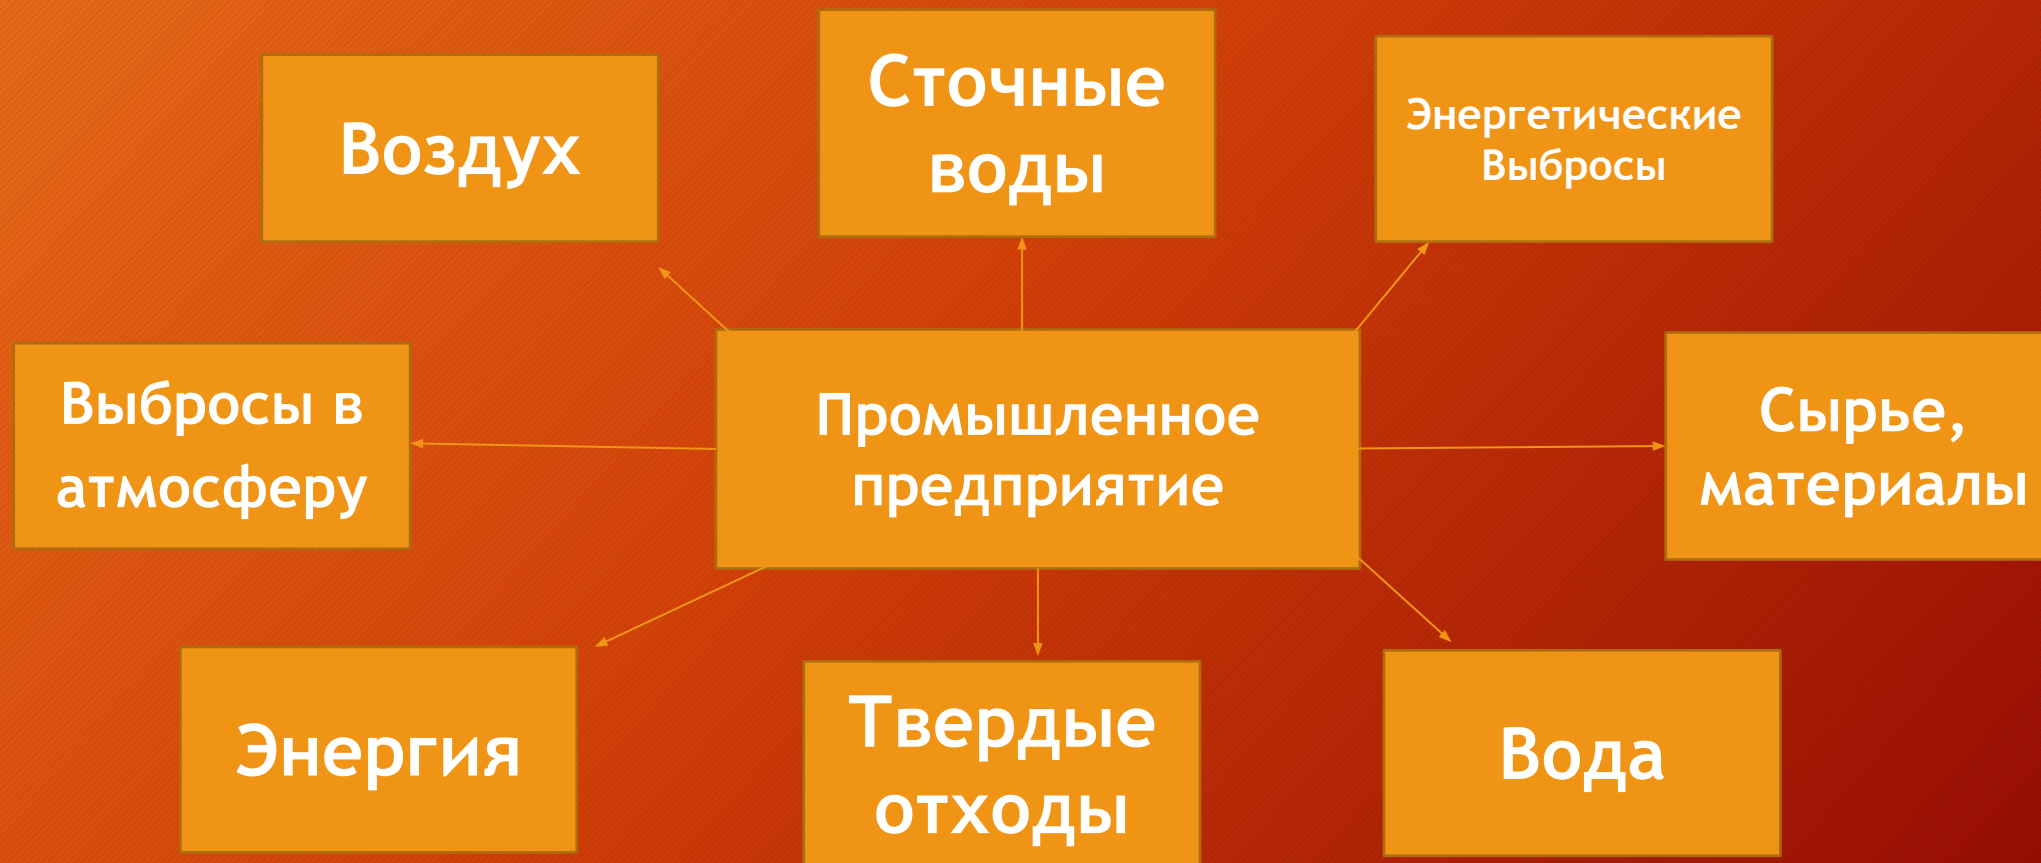 Воздух
Сточные
воды
Энергетические
Выбросы
Выбросы в
атмосферу
Промышленное
предприятие
Сырье,
материалы
Энергия
Твердые
отходы
Вода